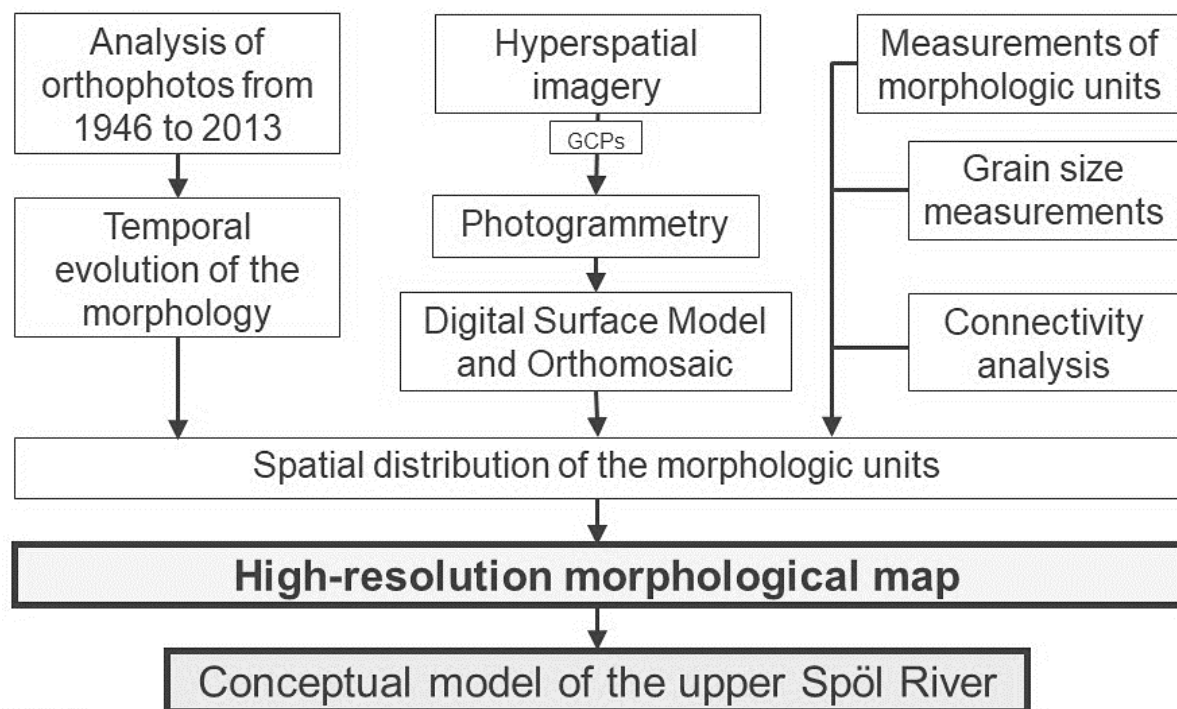 Analysis of
orthophotos from
1946 to 2013
Temporal
evolution of the
morphology
Hyperspatial
imagery
GCPs
Photogrammetry
Digital Surface Model
and Orthomosaic
Measurements of
morphologic units
Grain size
measurements
Connectivity
analysis
Spatial distribution of the morphologic units
High-resolution morphological map
Conceptual model of the upper Spöl River